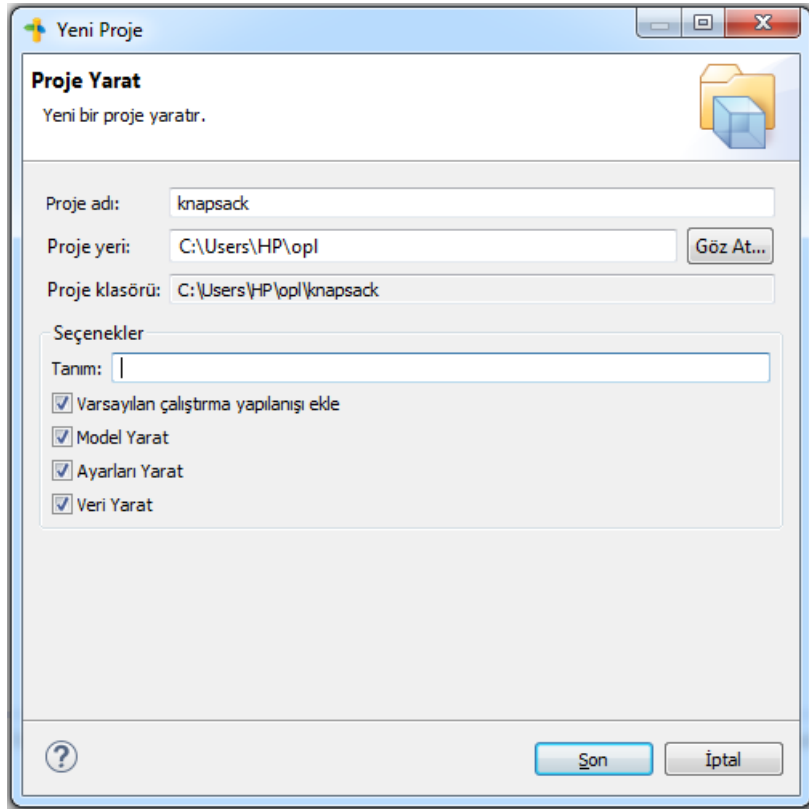 Yeni Proje
Proje Yarat
Yeni bir proje yaratır.
Proje adı: knapsack
Proje yeri: C:\Users\HP\opl Göz At...
Proje klasörü: C:\Users\HP\opl\knapsack
Seçenekler
Tanım:
Varsayılan çalıştırma yapılanışı ekle
Model Yarat
Ayarları Yarat
Veri Yarat
? Son İptal